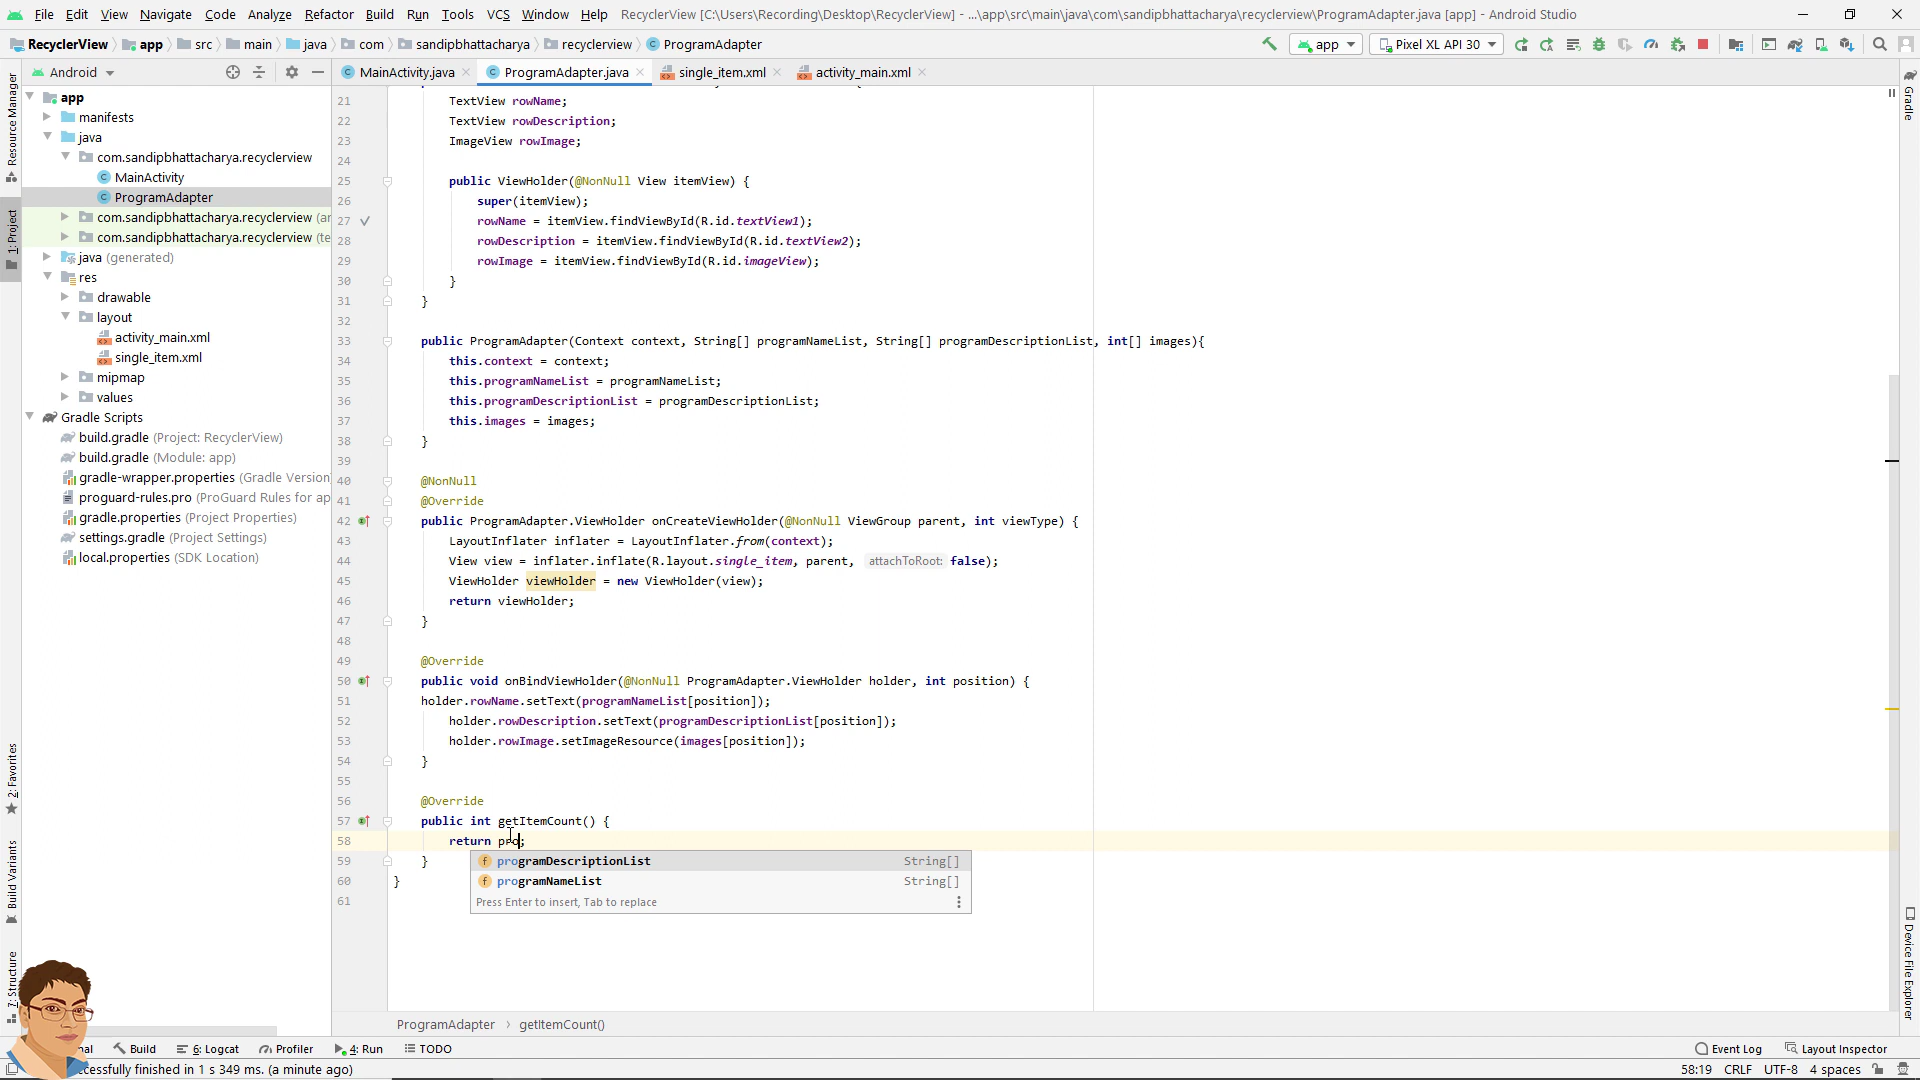 File Edit View Navigate Code Analyze Refactor Build Run Tools VCS Window Help RecyclerView [C:\Users\Recording\Desktop\RecyclerView] - ...\app\src\main\java\com\sandipbhattacharya\recyclerview\ProgramAdapter.java [app] - Android Studio
RecyclerView app src main java com sandipbhattacharya recyclerview ProgramAdapter app Pixel XL API 30
Android MainActivity.java ProgramAdapter.java single_item.xml activity_main.xml
Resource Manager
1: Project
2: Favorites
Build Variants
7: Structure
app
manifests
java
com.sandipbhattacharya.recyclerview
MainActivity
ProgramAdapter
com.sandipbhattacharya.recyclerview (ar
com.sandipbhattacharya.recyclerview (te
java (generated)
res
drawable
layout
activity_main.xml
single_item.xml
mipmap
values
Gradle Scripts
build.gradle (Project: RecyclerView)
build.gradle (Module: app)
gradle-wrapper.properties (Gradle Version
proguard-rules.pro (ProGuard Rules for ap
gradle.properties (Project Properties)
settings.gradle (Project Settings)
local.properties (SDK Location)
21 TextView rowName;
22 TextView rowDescription;
23 ImageView rowImage;
24
25 public ViewHolder(@NonNull View itemView) {
26 super(itemView);
27 rowName = itemView.findViewById(R.id.textView1);
28 rowDescription = itemView.findViewById(R.id.textView2);
29 rowImage = itemView.findViewById(R.id.imageView);
30 }
31 }
32
33 public ProgramAdapter(Context context, String[] programNameList, String[] programDescriptionList, int[] images){
34 this.context = context;
35 this.programNameList = programNameList;
36 this.programDescriptionList = programDescriptionList;
37 this.images = images;
38 }
39
40 @NonNull
41 @Override
42 public ProgramAdapter.ViewHolder onCreateViewHolder(@NonNull ViewGroup parent, int viewType) {
43 LayoutInflater inflater = LayoutInflater.from(context);
44 View view = inflater.inflate(R.layout.single_item, parent, attachToRoot: false);
45 ViewHolder viewHolder = new ViewHolder(view);
46 return viewHolder;
47 }
48
49 @Override
50 public void onBindViewHolder(@NonNull ProgramAdapter.ViewHolder holder, int position) {
51 holder.rowName.setText(programNameList[position]);
52 holder.rowDescription.setText(programDescriptionList[position]);
53 holder.rowImage.setImageResource(images[position]);
54 }
55
56 @Override
57 public int getItemCount() {
58 return pro;
59 }
60 }
61
programDescriptionList String[]
programNameList String[]
Press Enter to insert, Tab to replace
Gradle
Device File Explorer
ProgramAdapter › getItemCount()
nal Build 6: Logcat Profiler 4: Run TODO Event Log Layout Inspector
ccessfully finished in 1 s 349 ms. (a minute ago) 58:19 CRLF UTF-8 4 spaces